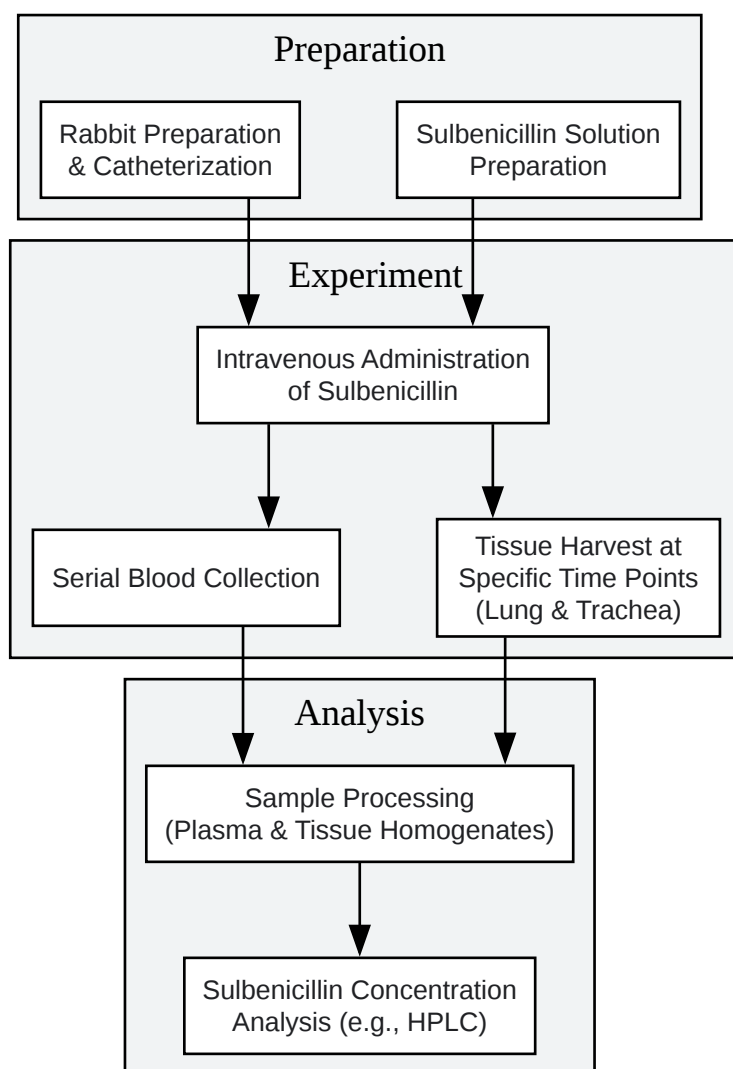 Preparation
Rabbit Preparation
& Catheterization
Sulbenicillin Solution
Preparation
Experiment
Intravenous Administration
of Sulbenicillin
Serial Blood Collection
Tissue Harvest at
Specific Time Points
(Lung & Trachea)
Analysis
Sample Processing
(Plasma & Tissue Homogenates)
Sulbenicillin Concentration
Analysis (e.g., HPLC)